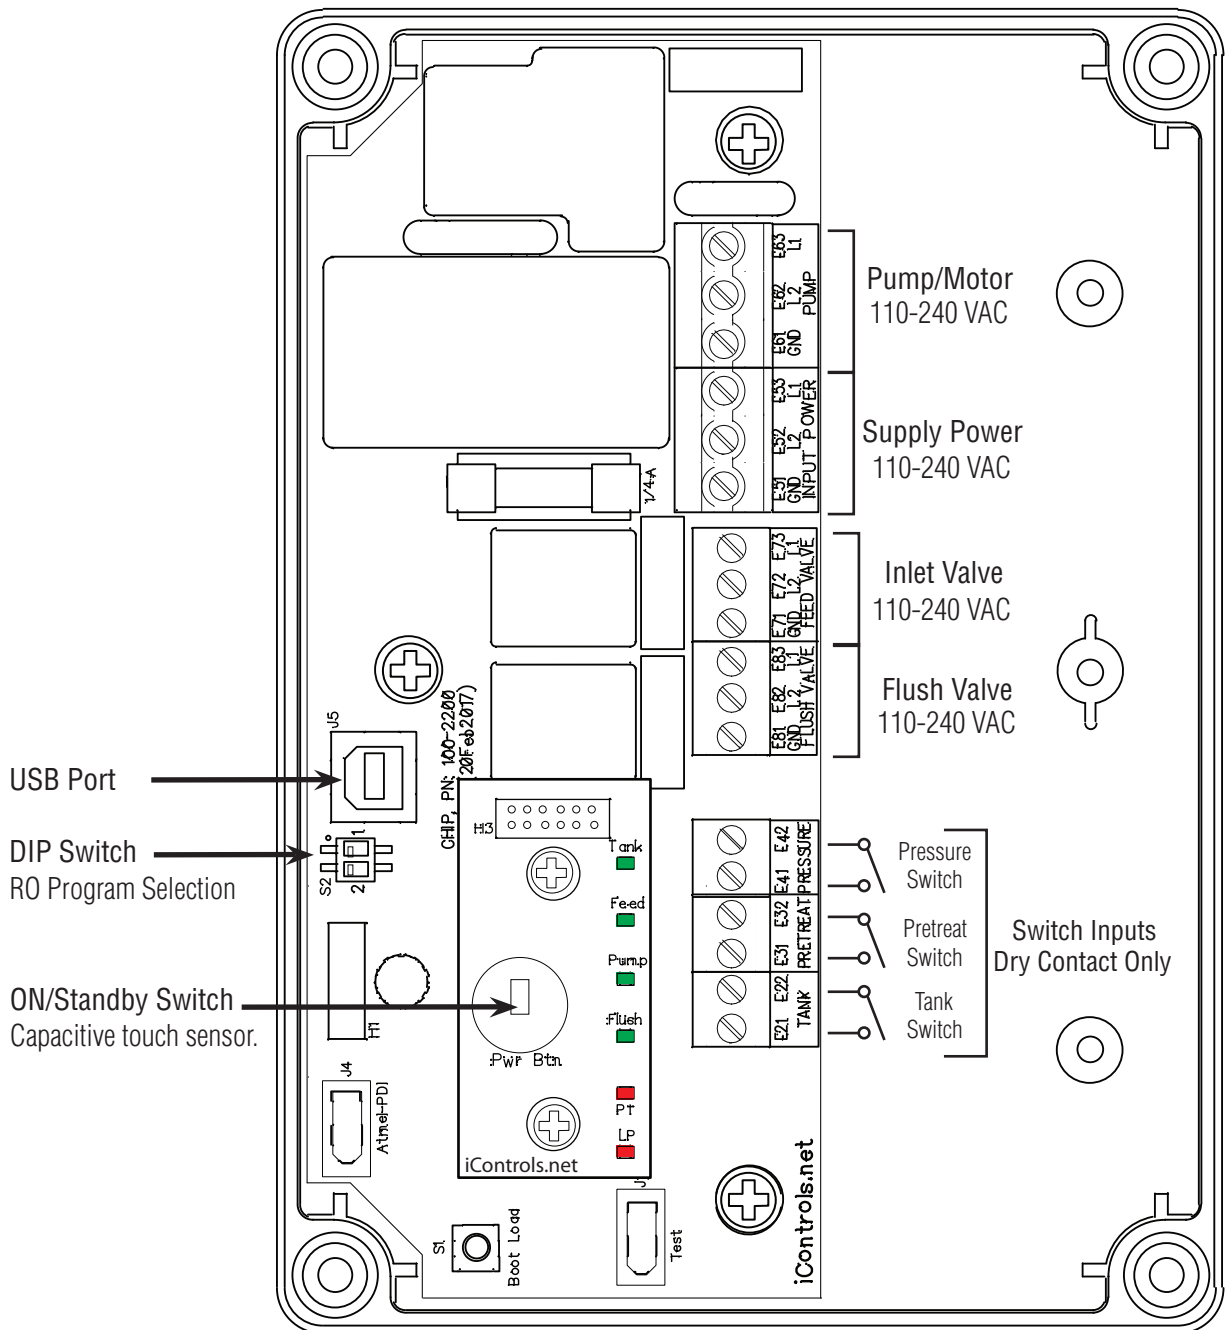 E63
L1
E62
L2
PUMP
E61
GND
Pump/Motor
110-240 VAC
E53
L1
E52
L2
INPUT POWER
E51
GND
Supply Power
110-240 VAC
1/4A
E73
L1
E72
L2
FEED VALVE
E71
GND
Inlet Valve
110-240 VAC
E83
L1
E82
L2
FLUSH VALVE
E81
GND
Flush Valve
110-240 VAC
CHIP, PN: 100-2200
20Feb2017)
J5
USB Port
DIP Switch
RO Program Selection
S2
1
2
H3
Tank
Feed
Pump
Flush
Pwr Btn
PT
LP
iControls.net
ON/Standby Switch
Capacitive touch sensor.
H1
J4
Atmel-PDI
E42
E41
PRESSURE
Pressure
Switch
E32
E31
PRETREAT
Pretreat
Switch
E22
E21
TANK
Tank
Switch
Switch Inputs
Dry Contact Only
S1
Boot Load
J
Test
iControls.net